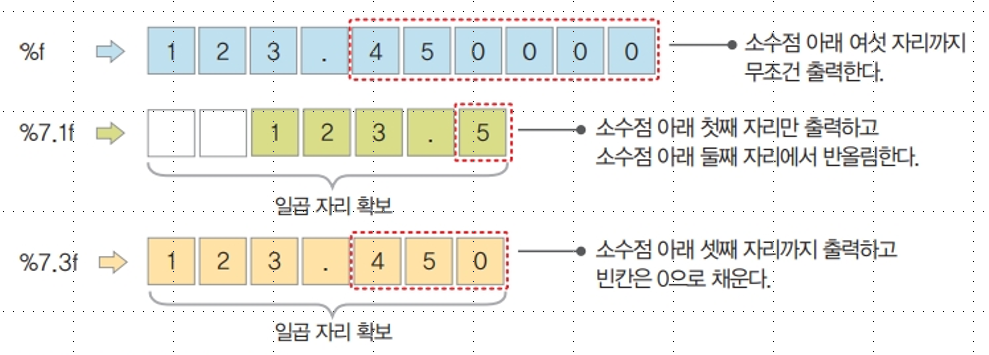 %f 1 2 3 . 4 5 0 0 0 0 소수점 아래 여섯 자리까지
무조건 출력한다.
%7.1f 1 2 3 . 5 소수점 아래 첫째 자리만 출력하고
소수점 아래 둘째 자리에서 반올림한다.
일곱 자리 확보
%7.3f 1 2 3 . 4 5 0 소수점 아래 셋째 자리까지 출력하고
빈칸은 0으로 채운다.
일곱 자리 확보